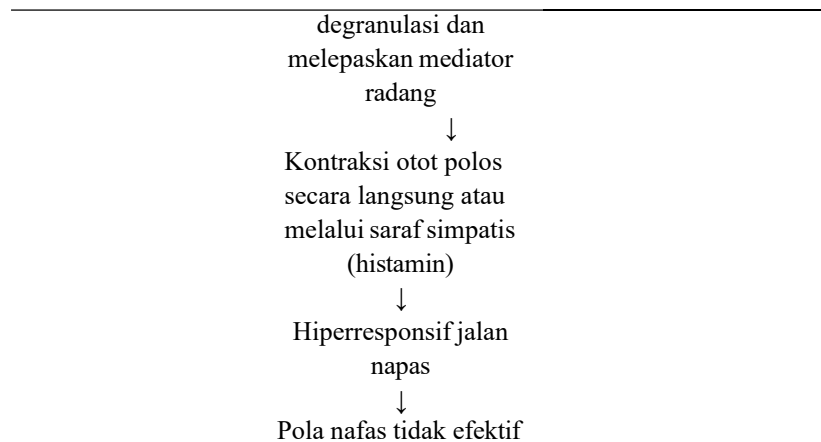 degranulasi dan
melepaskan mediator
radang
↓
Kontraksi otot polos
secara langsung atau
melalui saraf simpatis
(histamin)
↓
Hiperresponsif jalan
napas
↓
Pola nafas tidak efektif